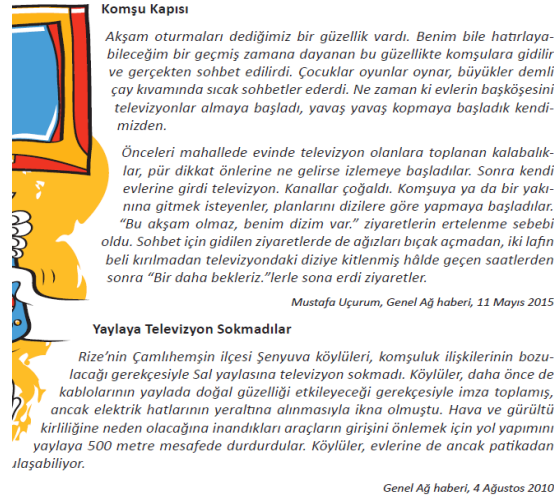 Komşu Kapısı
Akşam oturmaları dediğimiz bir güzellik vardı. Benim bile hatırlaya-
bileceğim bir geçmiş zamana dayanan bu güzellikte komşulara gidilir
ve gerçekten sohbet edilirdi. Çocuklar oyunlar oynar, büyükler demli
çay kıvamında sıcak sohbetler ederdi. Ne zaman ki evlerin başköşesini
televizyonlar almaya başladı, yavaş yavaş kopmaya başladık kendi-
mizden.
Önceleri mahallede evinde televizyon olanlara toplanan kalabalık-
lar, pür dikkat önlerine ne gelirse izlemeye başladılar. Sonra kendi
evlerine girdi televizyon. Kanallar çoğaldı. Komşuya ya da bir yakı-
nına gitmek isteyenler, planlarını dizilere göre yapmaya başladılar.
“Bu akşam olmaz, benim dizim var.” ziyaretlerin ertelenme sebebi
oldu. Sohbet için gidilen ziyaretlerde de ağızları bıçak açmadan, iki lafın
beli kırılmadan televizyondaki diziye kitlenmiş hâlde geçen saatlerden
sonra “Bir daha bekleriz.”lerle sona erdi ziyaretler.
Mustafa Uçurum, Genel Ağ haberi, 11 Mayıs 2015
Yaylaya Televizyon Sokmadılar
Rize’nin Çamlıhemşin ilçesi Şenyuva köylüleri, komşuluk ilişkilerinin bozu-
lacağı gerekçesiyle Sal yaylasına televizyon sokmadı. Köylüler, daha önce de
kablolarının yaylada doğal güzelliği etkileyeceği gerekçesiyle imza toplamış,
ancak elektrik hatlarının yeraltına alınmasıyla ikna olmuştu. Hava ve gürültü
kirliliğine neden olacağına inandıkları araçların girişini önlemek için yol yapımını
yaylaya 500 metre mesafede durdurdular. Köylüler, evlerine de ancak patikadan
ulaşabiliyor.
Genel Ağ haberi, 4 Ağustos 2010